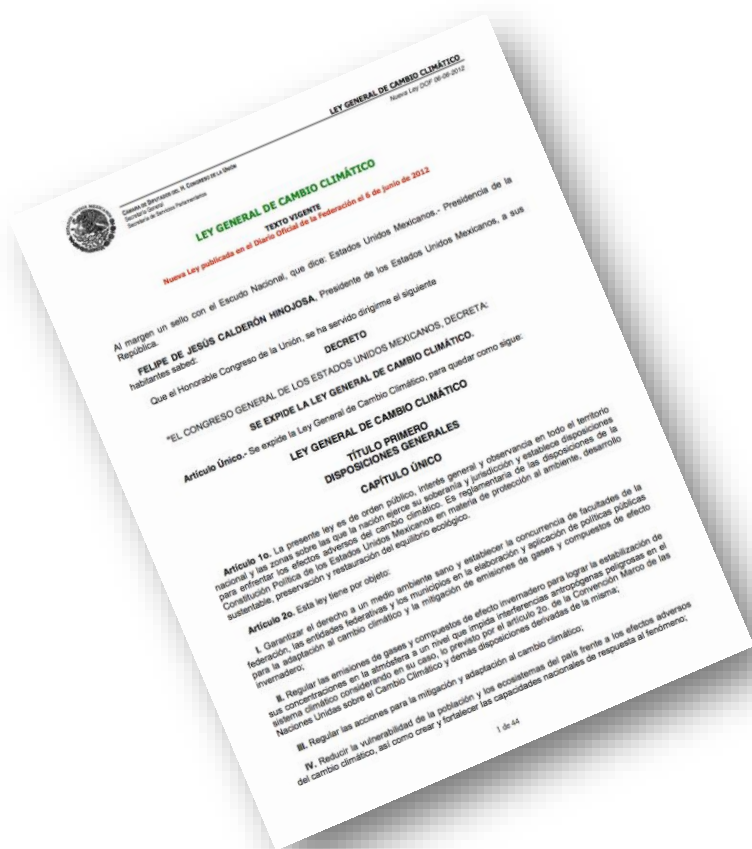 LEY GENERAL DE CAMBIO CLIMÁTICO
Nueva Ley DOF 06-06-2012
CÁMARA DE DIPUTADOS DEL H. CONGRESO DE LA UNIÓN
Secretaría General
Secretaría de Servicios Parlamentarios
LEY GENERAL DE CAMBIO CLIMÁTICO
TEXTO VIGENTE
Nueva Ley publicada en el Diario Oficial de la Federación el 6 de junio de 2012
Al margen un sello con el Escudo Nacional, que dice: Estados Unidos Mexicanos.- Presidencia de la
República.
FELIPE DE JESÚS CALDERÓN HINOJOSA, Presidente de los Estados Unidos Mexicanos, a sus
habitantes sabed:
Que el Honorable Congreso de la Unión, se ha servido dirigirme el siguiente
DECRETO
"EL CONGRESO GENERAL DE LOS ESTADOS UNIDOS MEXICANOS, DECRETA:
SE EXPIDE LA LEY GENERAL DE CAMBIO CLIMÁTICO.
Artículo Único.- Se expide la Ley General de Cambio Climático, para quedar como sigue:
LEY GENERAL DE CAMBIO CLIMÁTICO
TÍTULO PRIMERO
DISPOSICIONES GENERALES
CAPÍTULO ÚNICO
Artículo 1o. La presente ley es de orden público, interés general y observancia en todo el territorio
nacional y las zonas sobre las que la nación ejerce su soberanía y jurisdicción y establece disposiciones
para enfrentar los efectos adversos del cambio climático. Es reglamentaria de las disposiciones de la
Constitución Política de los Estados Unidos Mexicanos en materia de protección al ambiente, desarrollo
sustentable, preservación y restauración del equilibrio ecológico.
Artículo 2o. Esta ley tiene por objeto:
I. Garantizar el derecho a un medio ambiente sano y establecer la concurrencia de facultades de la
federación, las entidades federativas y los municipios en la elaboración y aplicación de políticas públicas
para la adaptación al cambio climático y la mitigación de emisiones de gases y compuestos de efecto
invernadero;
II. Regular las emisiones de gases y compuestos de efecto invernadero para lograr la estabilización de
sus concentraciones en la atmósfera a un nivel que impida interferencias antropógenas peligrosas en el
sistema climático considerando en su caso, lo previsto por el artículo 2o. de la Convención Marco de las
Naciones Unidas sobre el Cambio Climático y demás disposiciones derivadas de la misma;
III. Regular las acciones para la mitigación y adaptación al cambio climático;
IV. Reducir la vulnerabilidad de la población y los ecosistemas del país frente a los efectos adversos
del cambio climático, así como crear y fortalecer las capacidades nacionales de respuesta al fenómeno;
1 de 44